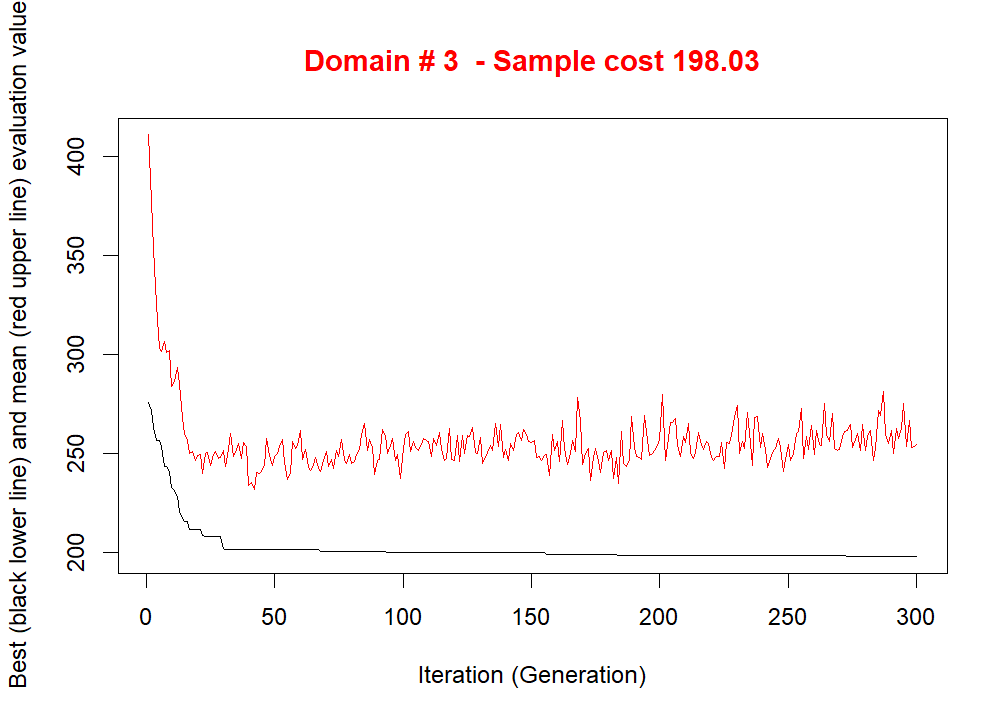 Domain # 3  - Sample cost 198.03
Best (black lower line) and mean (red upper line) evaluation value
400
350
300
250
200
0 50 100 150 200 250 300
Iteration (Generation)